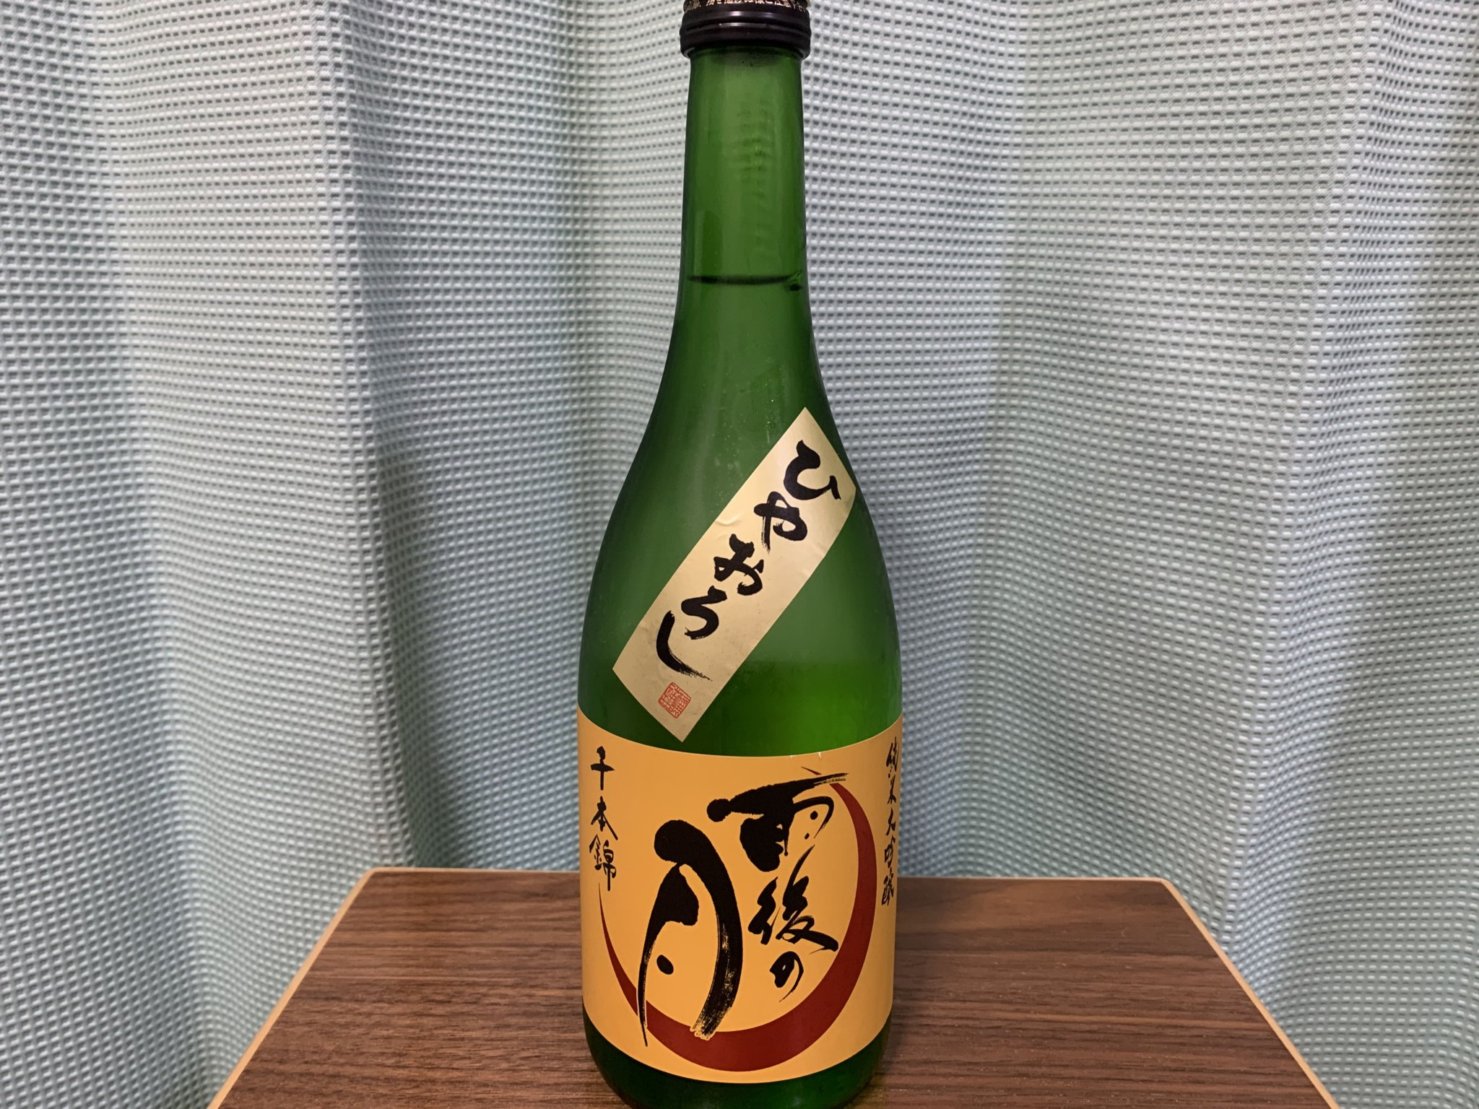 ひやおろし
純米大吟醸
雨後の月
千本錦